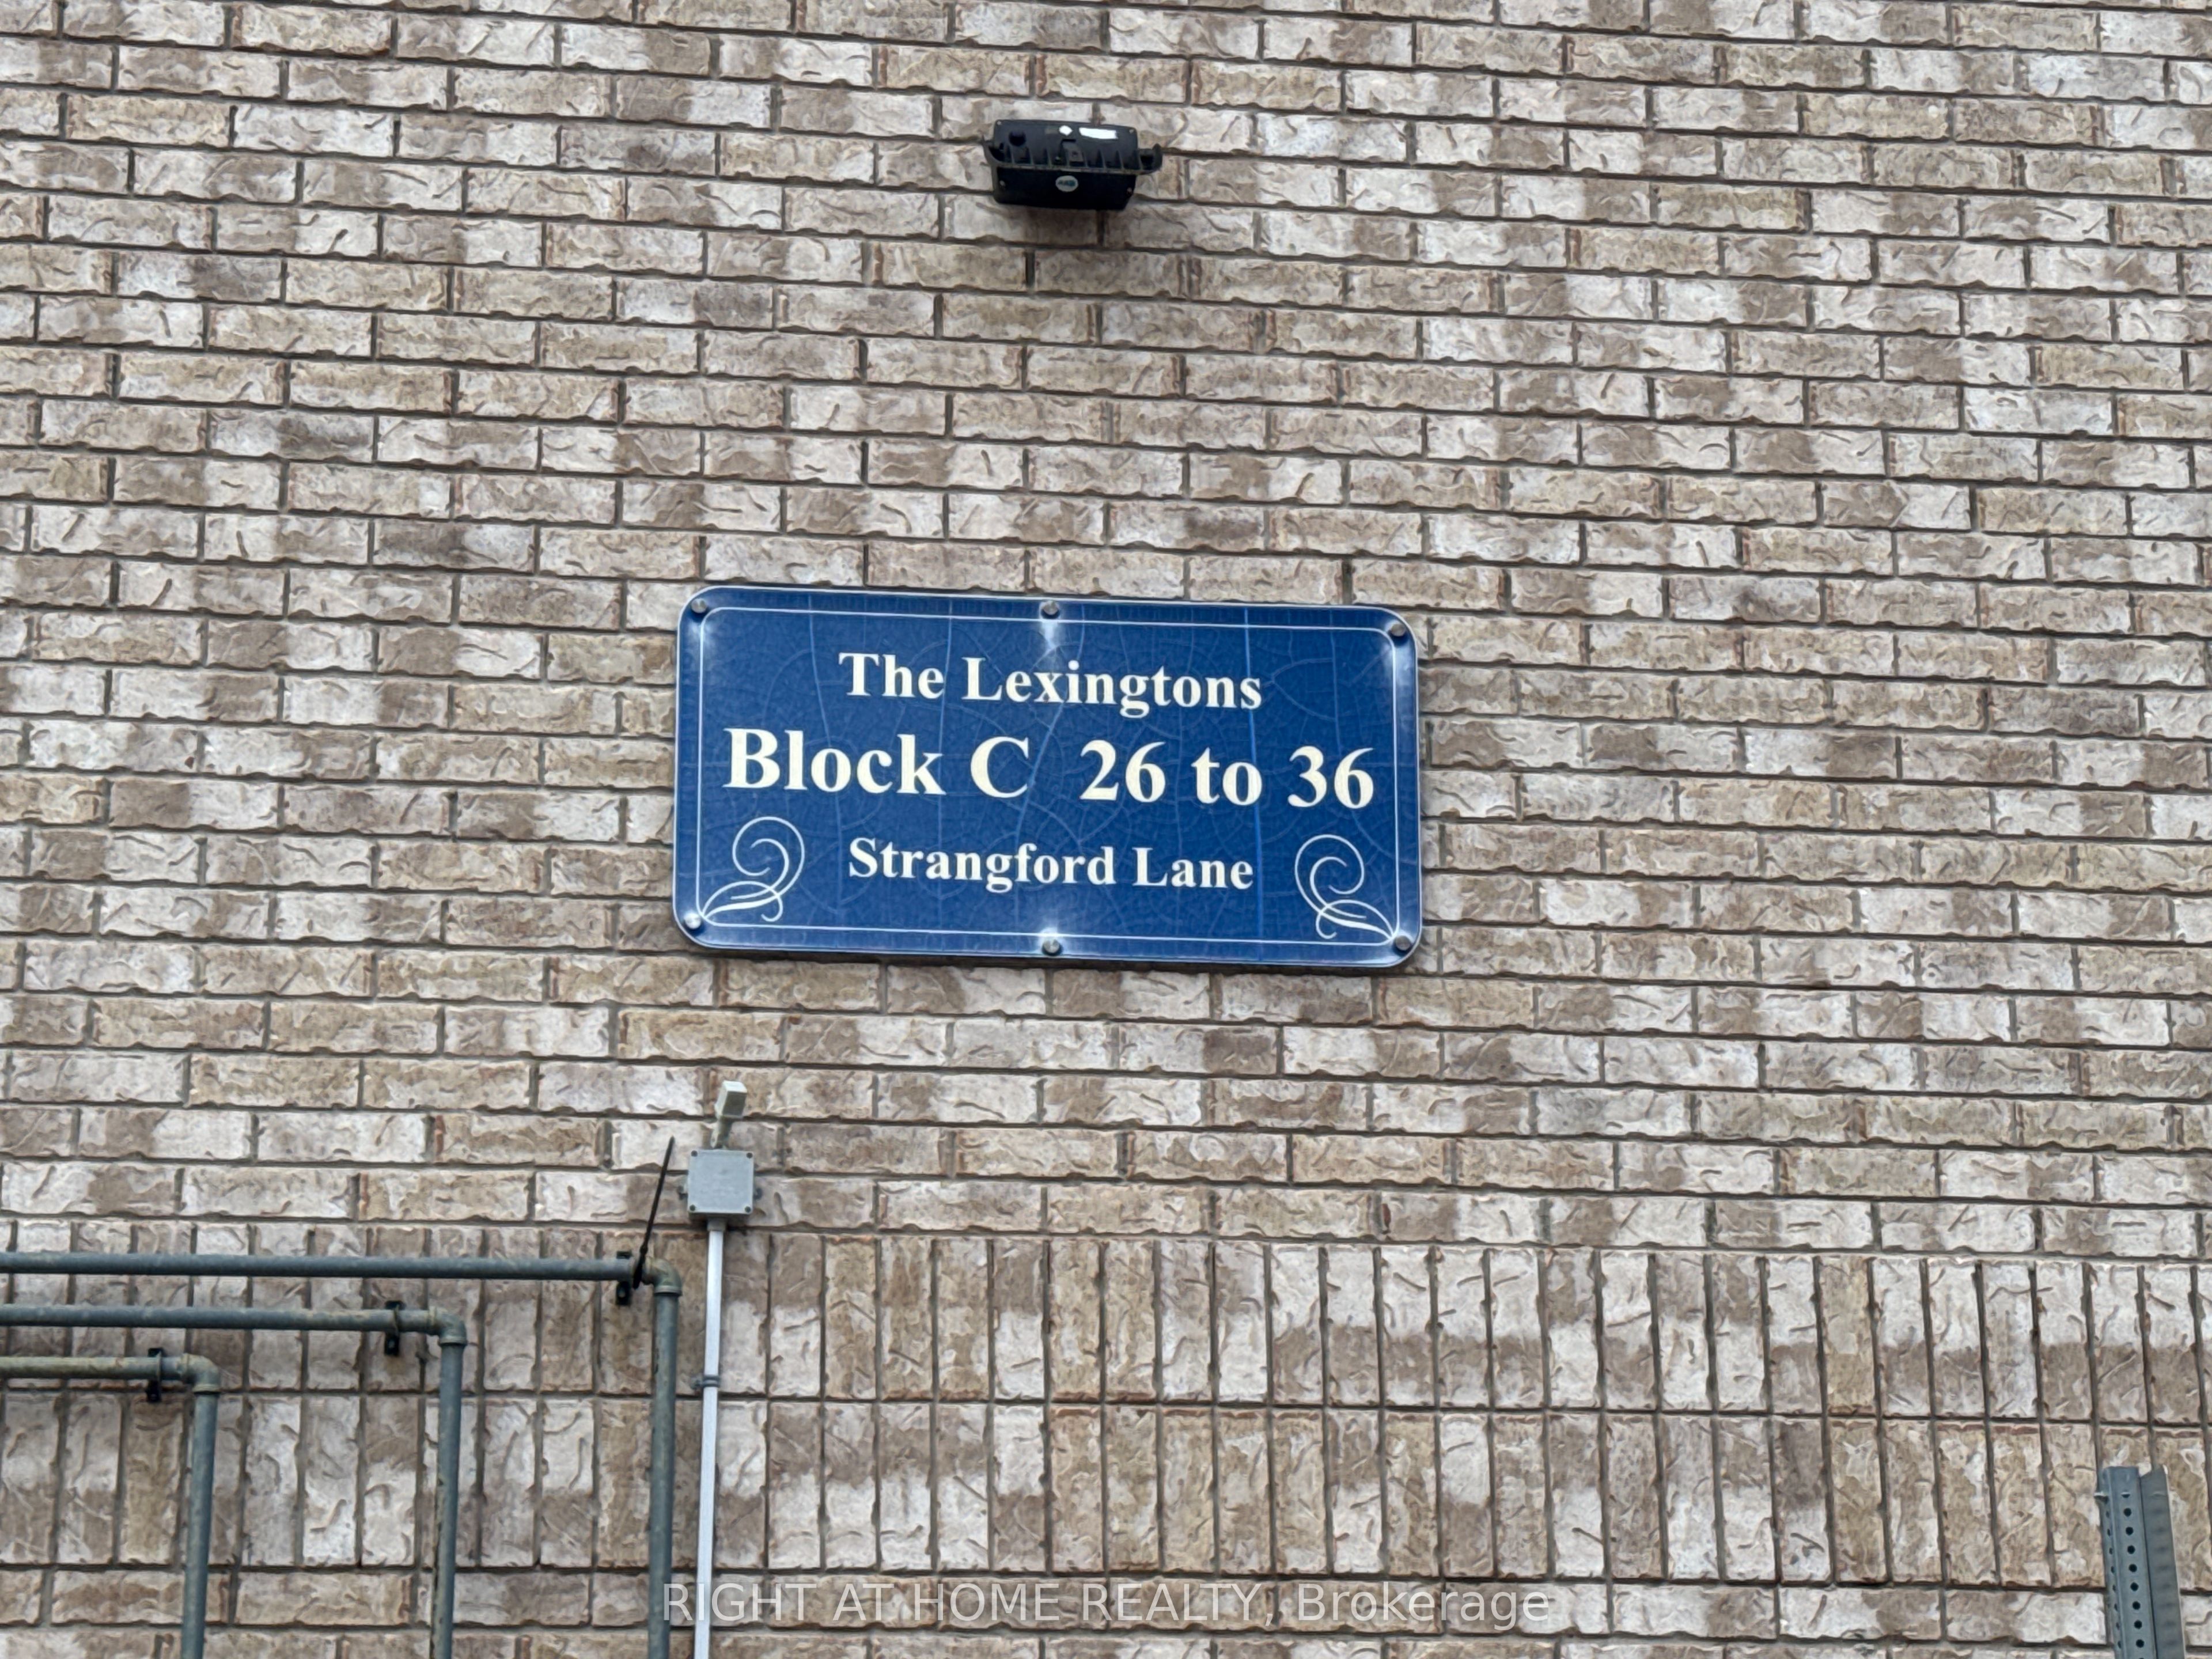 The Lexingtons
Block C 26 to 36
Strangford Lane
RIGHT AT HOME REALTY, Brokerage